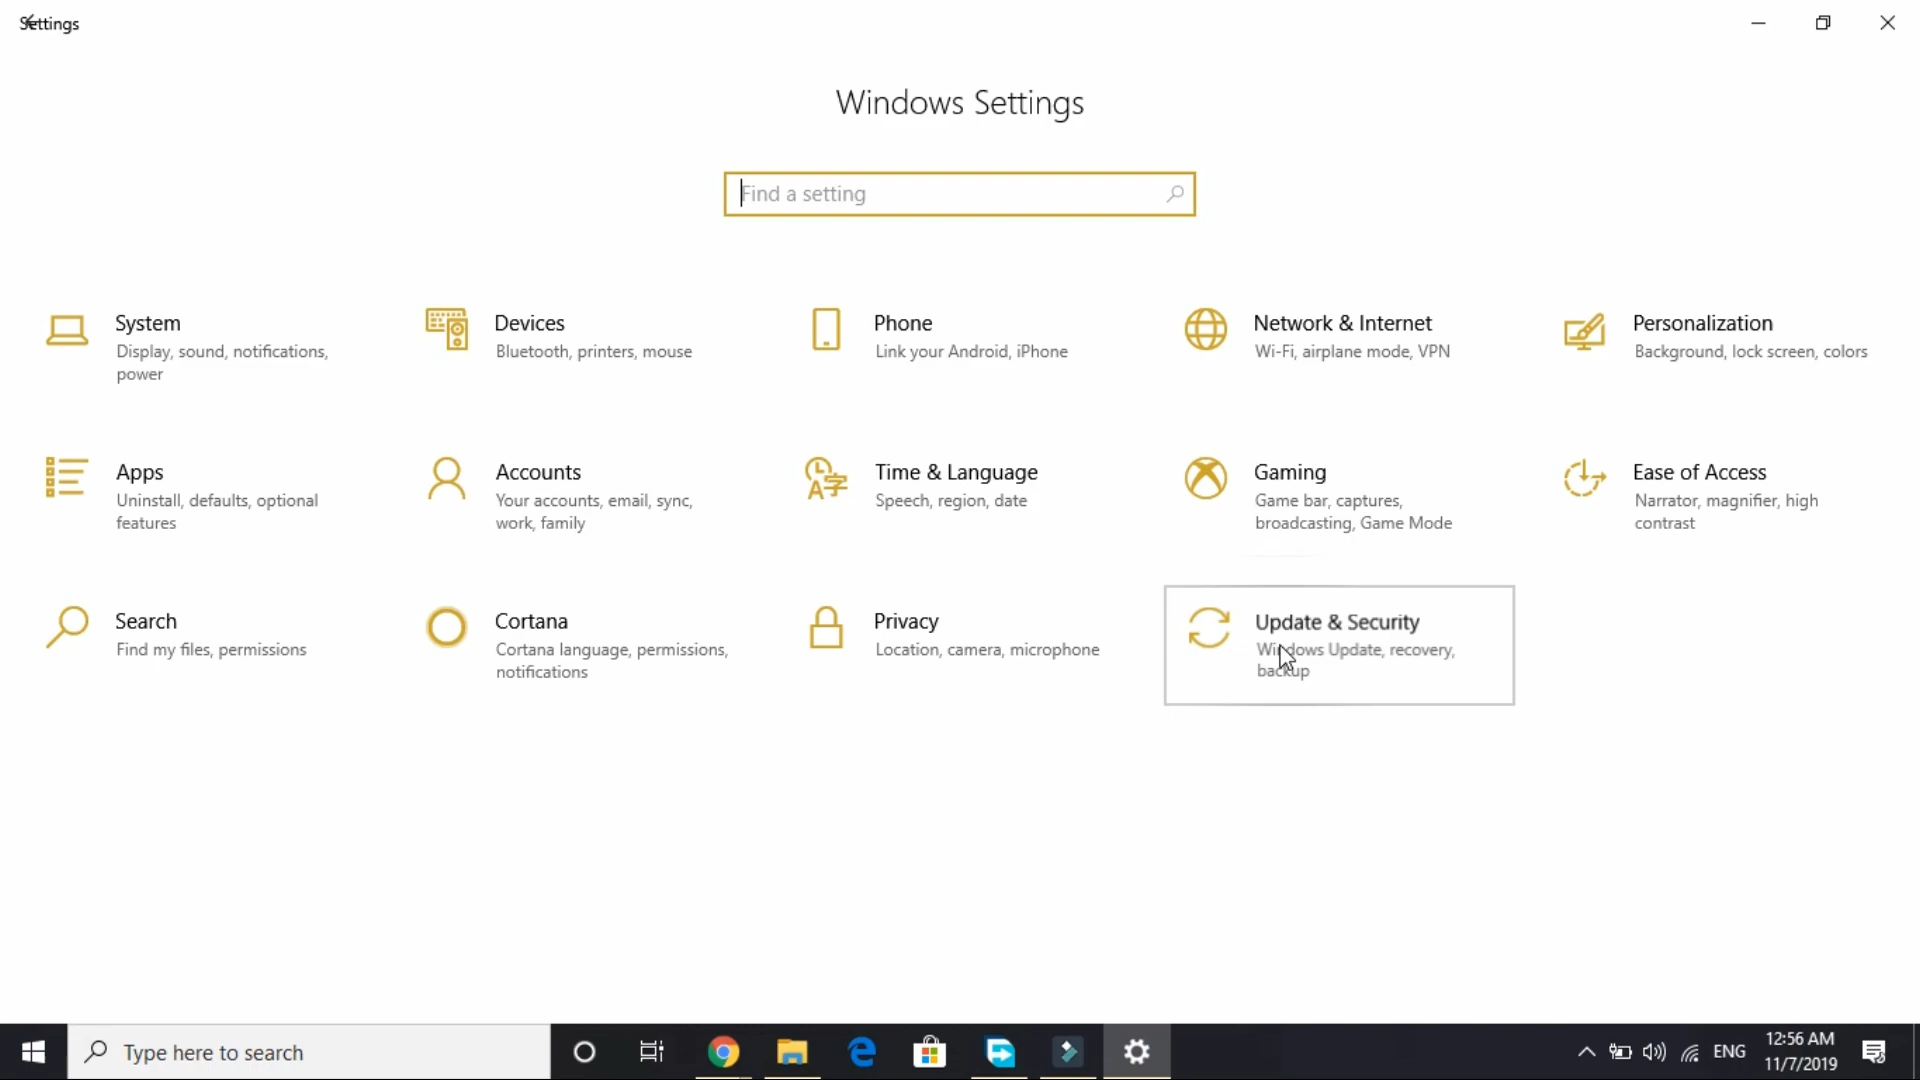 Settings
Windows Settings
Find a setting
System
Display, sound, notifications,
power
Devices
Bluetooth, printers, mouse
Phone
Link your Android, iPhone
Network & Internet
Wi-Fi, airplane mode, VPN
Personalization
Background, lock screen, colors
Apps
Uninstall, defaults, optional
features
Accounts
Your accounts, email, sync,
work, family
Time & Language
Speech, region, date
Gaming
Game bar, captures,
broadcasting, Game Mode
Ease of Access
Narrator, magnifier, high
contrast
Search
Find my files, permissions
Cortana
Cortana language, permissions,
notifications
Privacy
Location, camera, microphone
Update & Security
Windows Update, recovery,
backup
Type here to search
ENG
12:56 AM
11/7/2019